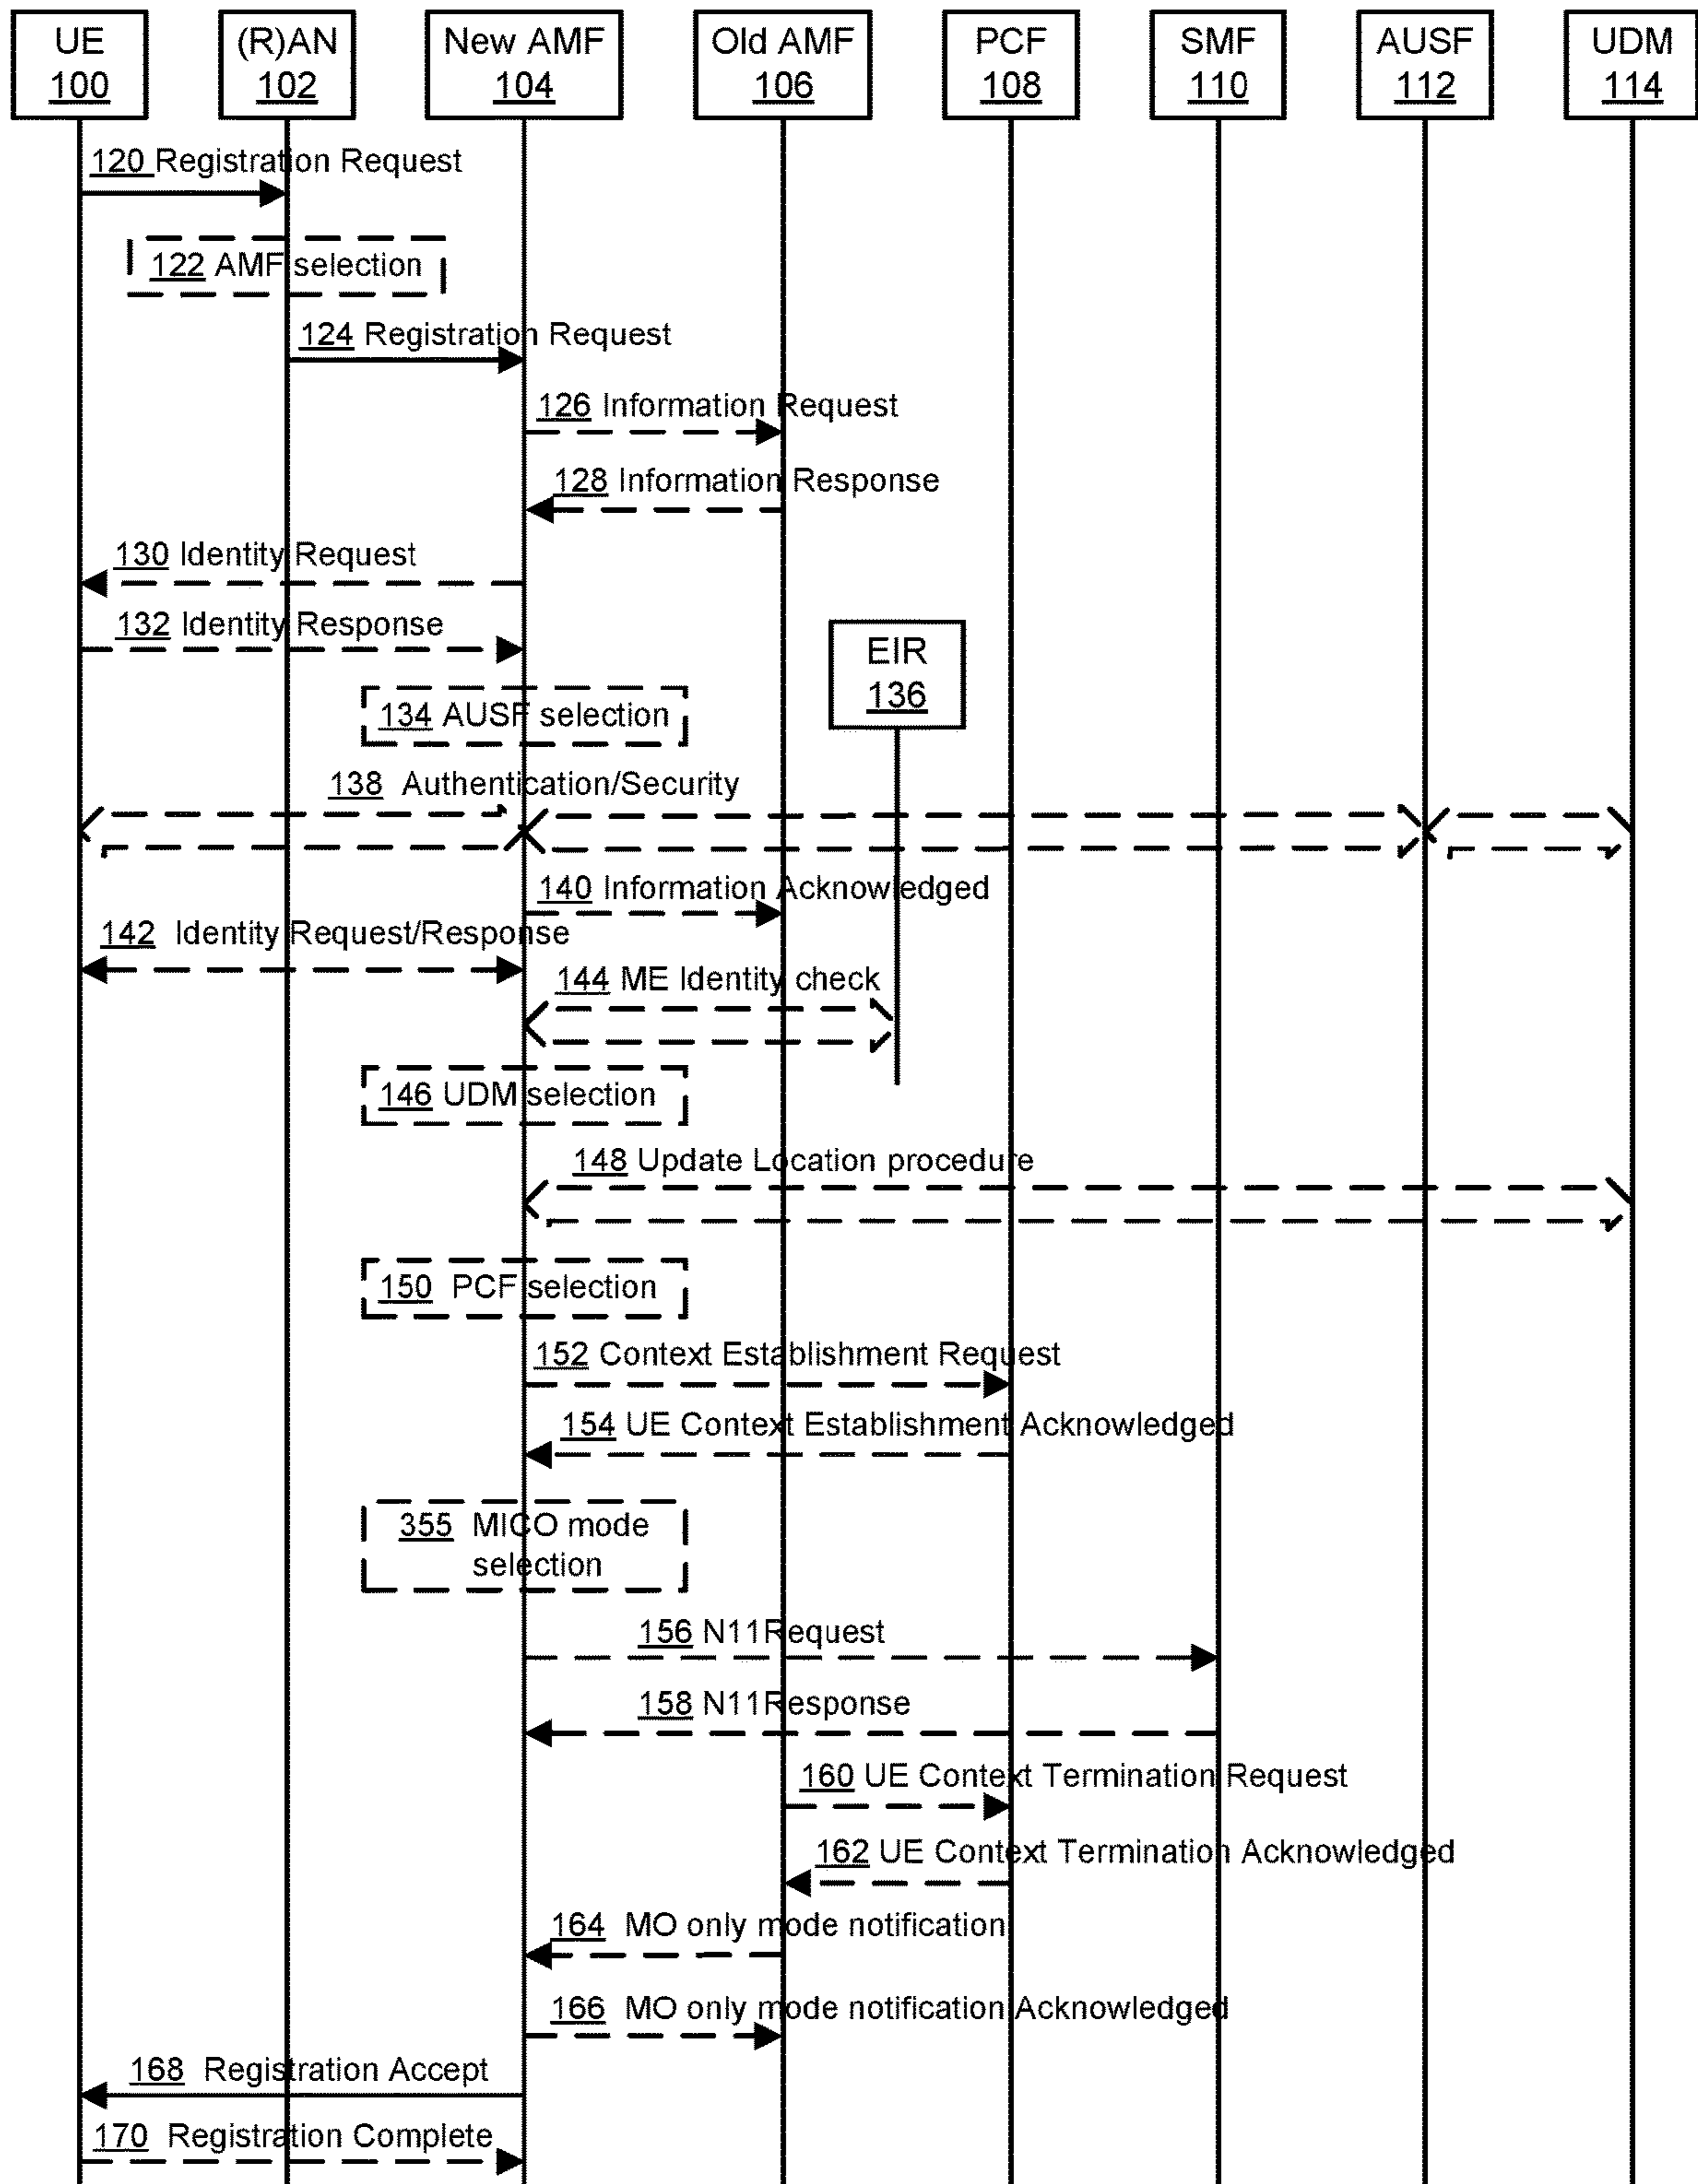 UE
100
(R)AN
102
New AMF
104
Old AMF
106
PCF
108
SMF
110
AUSF
112
UDM
114
120 Registration Request
122 AMF selection
124 Registration Request
126 Information Request
128 Information Response
130 Identity Request
132 Identity Response
EIR
136
134 AUSF selection
138 Authentication/Security
140 Information Acknowledged
142 Identity Request/Response
144 ME Identity check
146 UDM selection
148 Update Location procedure
150 PCF selection
152 Context Establishment Request
154 UE Context Establishment Acknowledged
355 MICO mode
selection
156 N11Request
158 N11Response
160 UE Context Termination Request
162 UE Context Termination Acknowledged
164 MO only mode notification
166 MO only mode notification Acknowledged
168 Registration Accept
170 Registration Complete